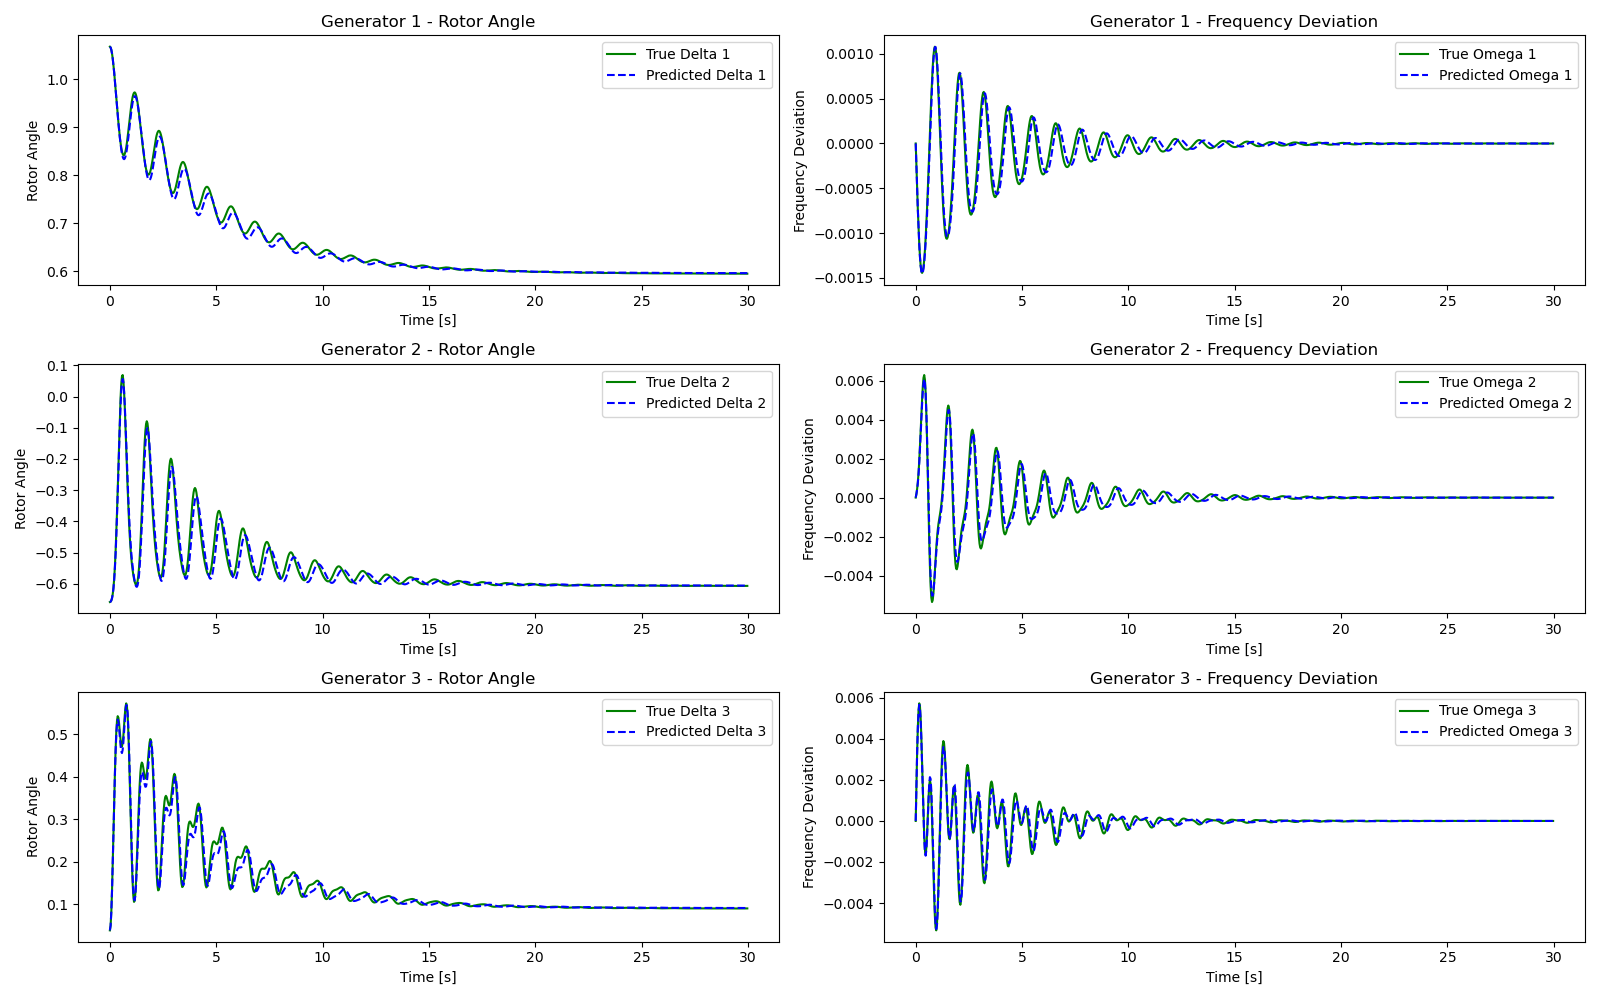 Generator 1 - Rotor Angle
True Delta 1
Predicted Delta 1
Rotor Angle
1.0
0.9
0.8
0.7
0.6
0 5 10 15 20 25 30
Time [s]
Generator 1 - Frequency Deviation
True Omega 1
Predicted Omega 1
Frequency Deviation
0.0010
0.0005
0.0000
−0.0005
−0.0010
−0.0015
0 5 10 15 20 25 30
Time [s]
Generator 2 - Rotor Angle
True Delta 2
Predicted Delta 2
Rotor Angle
0.1
0.0
−0.1
−0.2
−0.3
−0.4
−0.5
−0.6
0 5 10 15 20 25 30
Time [s]
Generator 2 - Frequency Deviation
True Omega 2
Predicted Omega 2
Frequency Deviation
0.006
0.004
0.002
0.000
−0.002
−0.004
0 5 10 15 20 25 30
Time [s]
Generator 3 - Rotor Angle
True Delta 3
Predicted Delta 3
Rotor Angle
0.5
0.4
0.3
0.2
0.1
0 5 10 15 20 25 30
Time [s]
Generator 3 - Frequency Deviation
True Omega 3
Predicted Omega 3
Frequency Deviation
0.006
0.004
0.002
0.000
−0.002
−0.004
0 5 10 15 20 25 30
Time [s]